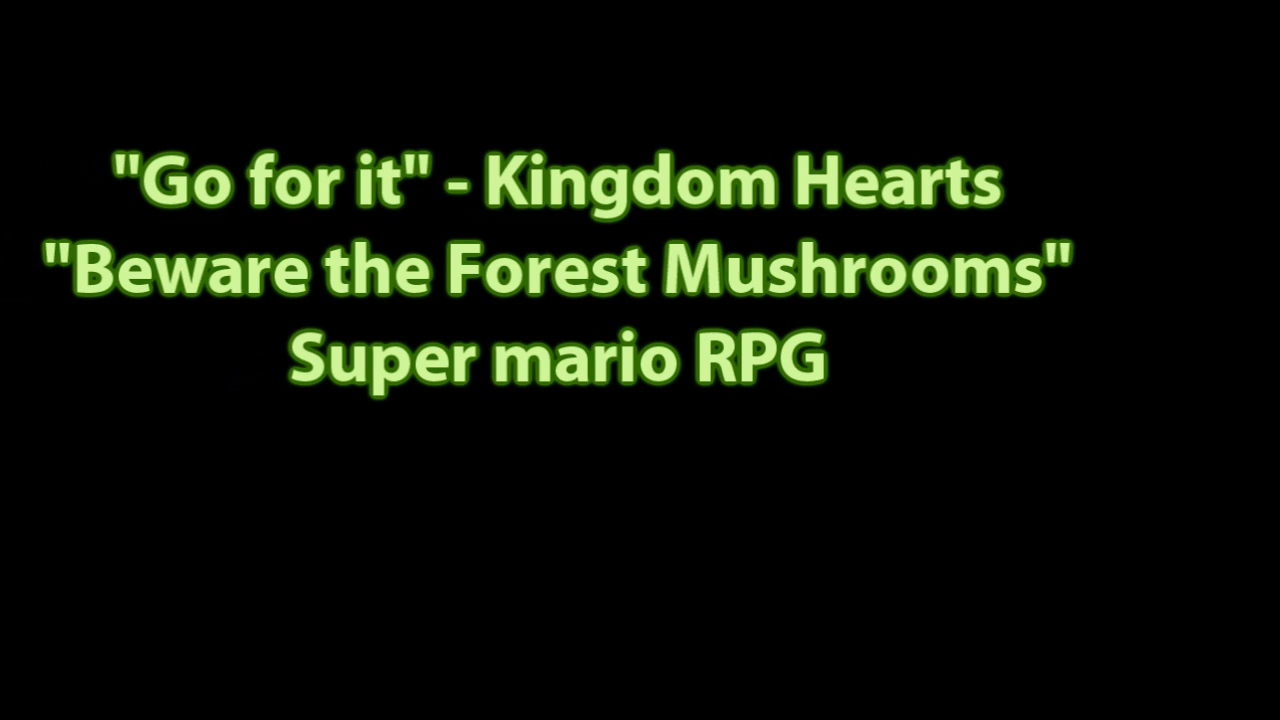 "Go for it" - Kingdom Hearts
"Beware the Forest Mushrooms"
Super mario RPG